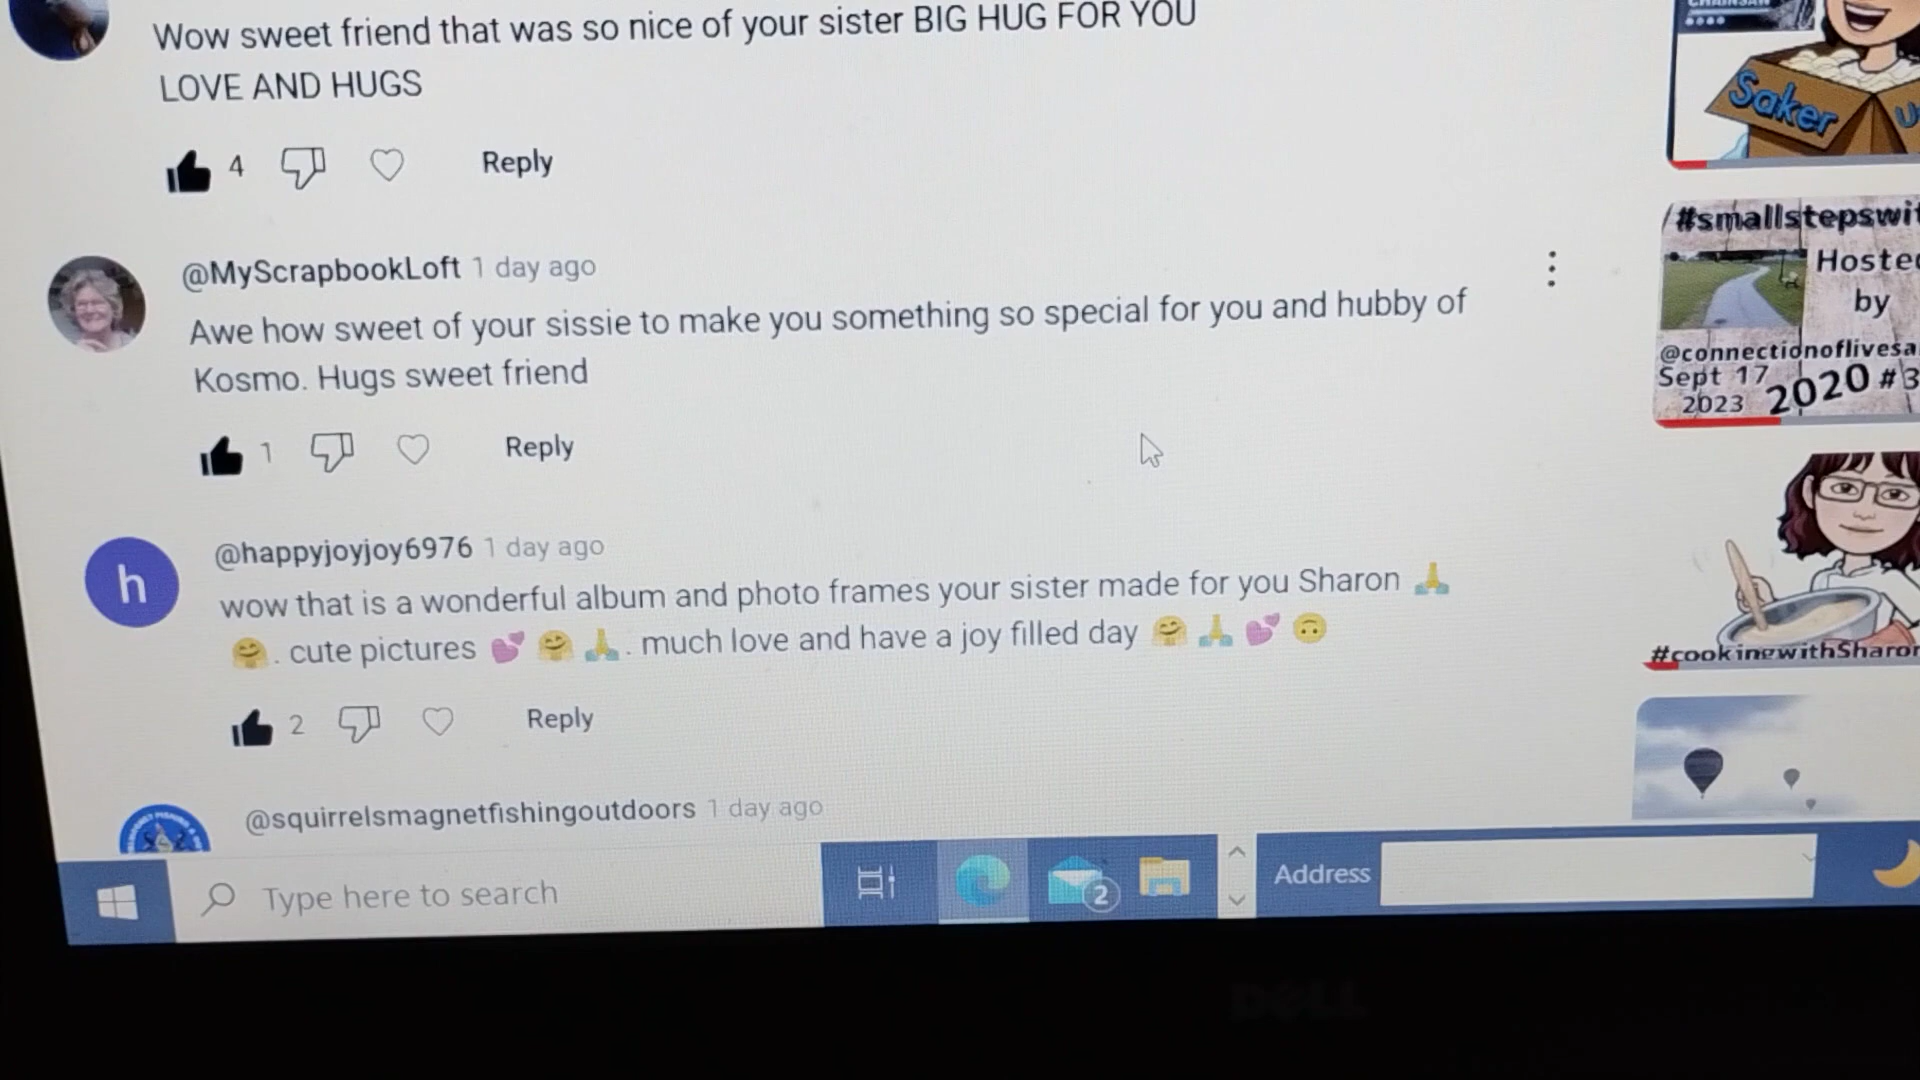 Wow sweet friend that was so nice of your sister BIG HUG FOR YOU
LOVE AND HUGS
4 Reply
@MyScrapbookLoft 1 day ago
Awe how sweet of your sissie to make you something so special for you and hubby of
Kosmo. Hugs sweet friend
1 Reply
h
@happyjoyjoy6976 1 day ago
wow that is a wonderful album and photo frames your sister made for you Sharon 🙏
🤗. cute pictures 💕 🤗 🙏. much love and have a joy filled day 🤗 🙏 💕 🙃
2 Reply
@squirrelsmagnetfishingoutdoors 1 day ago
Saker
#smallstepswit
Hosted
by
@connectionoflivesa
Sept 17
2023
2020 #3
#cookingwithSharon
Type here to search
2
Address
DELL